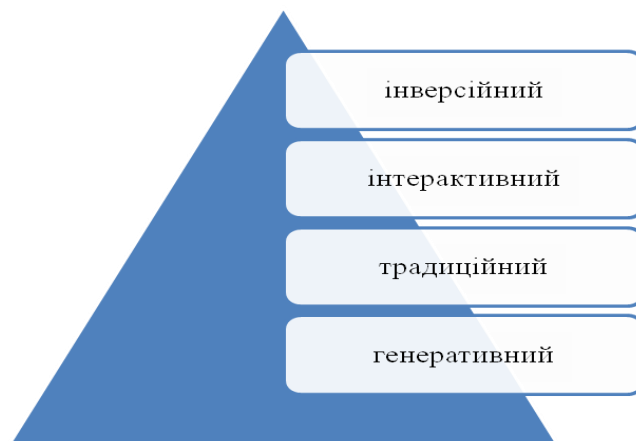 інверсійний
інтерактивний
традиційний
генеративний